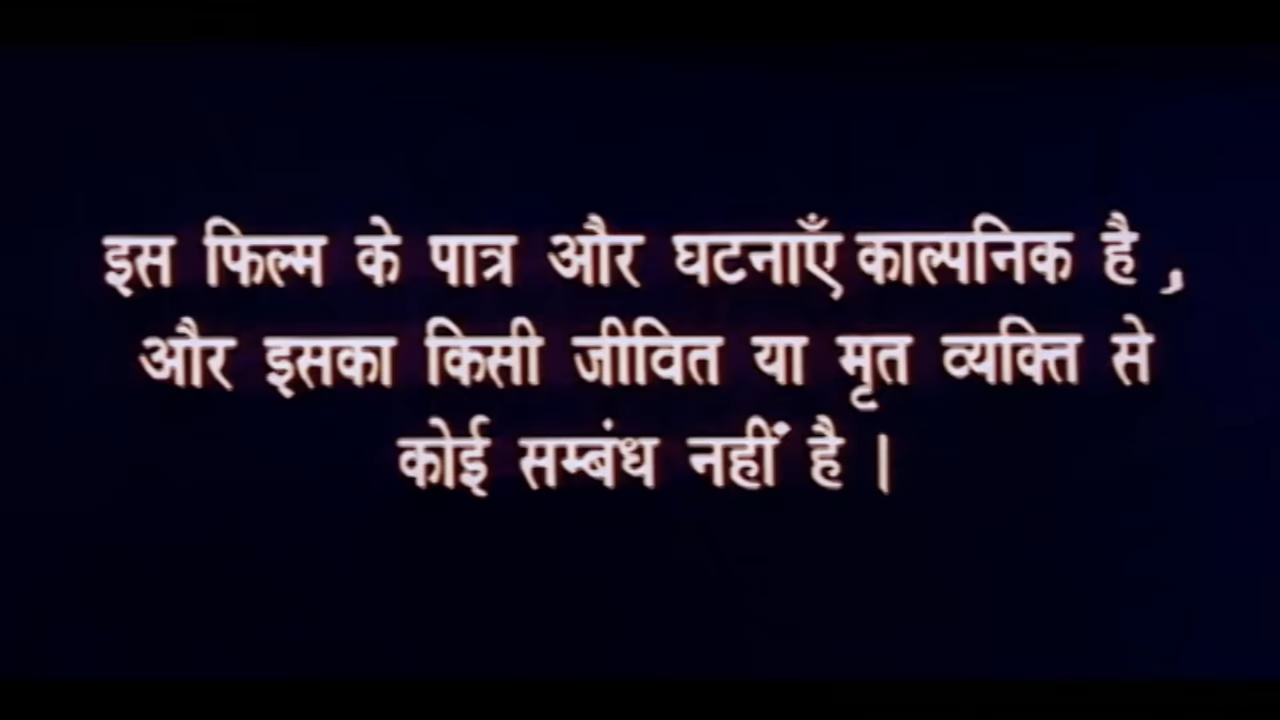 इस फिल्म के पात्र और घटनाएँ काल्पनिक है ,
और इसका किसी जीवित या मृत व्यक्ति से
कोई सम्बंध नहीं है ।